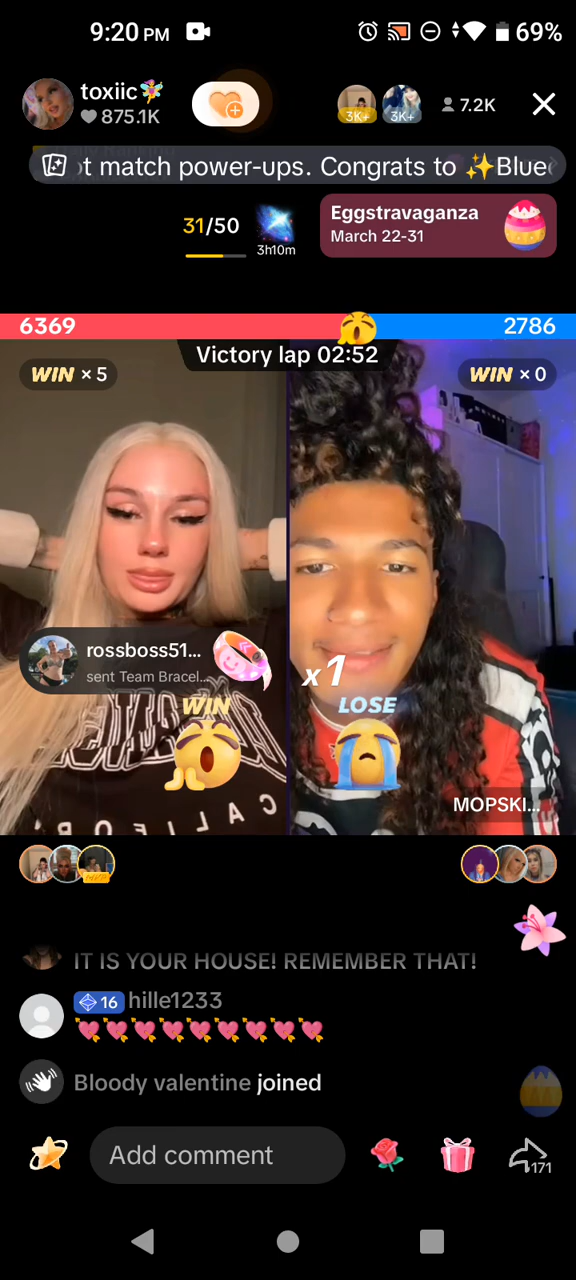 9:20 PM
69%
toxiic🧚
875.1K
3K+
3K+
7.2K
ot match power-ups. Congrats to ✨Blue
31/50
3h10m
Eggstravaganza
March 22-31
6369
2786
Victory lap 02:52
WIN × 5
WIN × 0
rossboss51...
sent Team Bracel...
x1
WIN
LOSE
CALIFOR
MOPSKI...
IT IS YOUR HOUSE! REMEMBER THAT!
16 hille1233
💘💘💘💘💘💘💘💘💘
Bloody valentine joined
Add comment
171